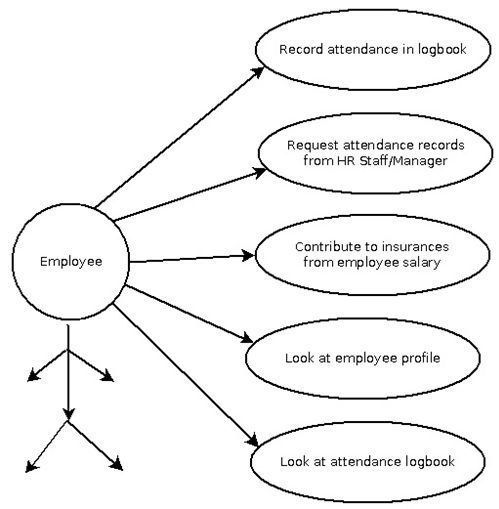 Record attendance in logbook
Request attendance records
from HR Staff/Manager
Employee
Contribute to insurances
from employee salary
Look at employee profile
Look at attendance logbook